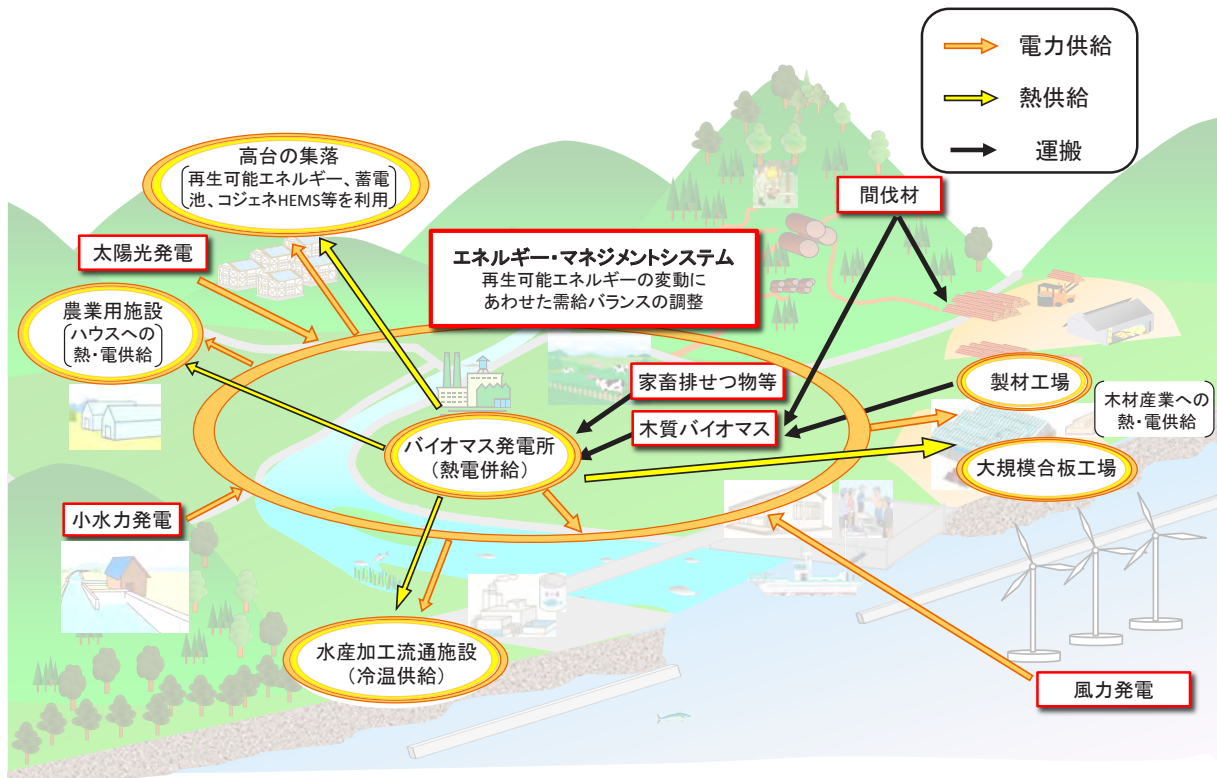 電力供給
熱供給
運搬
高台の集落
再生可能エネルギー、蓄電
池、コジェネHEMS等を利用
間伐材
太陽光発電
エネルギー・マネジメントシステム
再生可能エネルギーの変動に
あわせた需給バランスの調整
農業用施設
ハウスへの
熱・電供給
家畜排せつ物等
製材工場
木材産業への
熱・電供給
木質バイオマス
バイオマス発電所
（熱電併給）
大規模合板工場
小水力発電
水産加工流通施設
（冷温供給）
風力発電